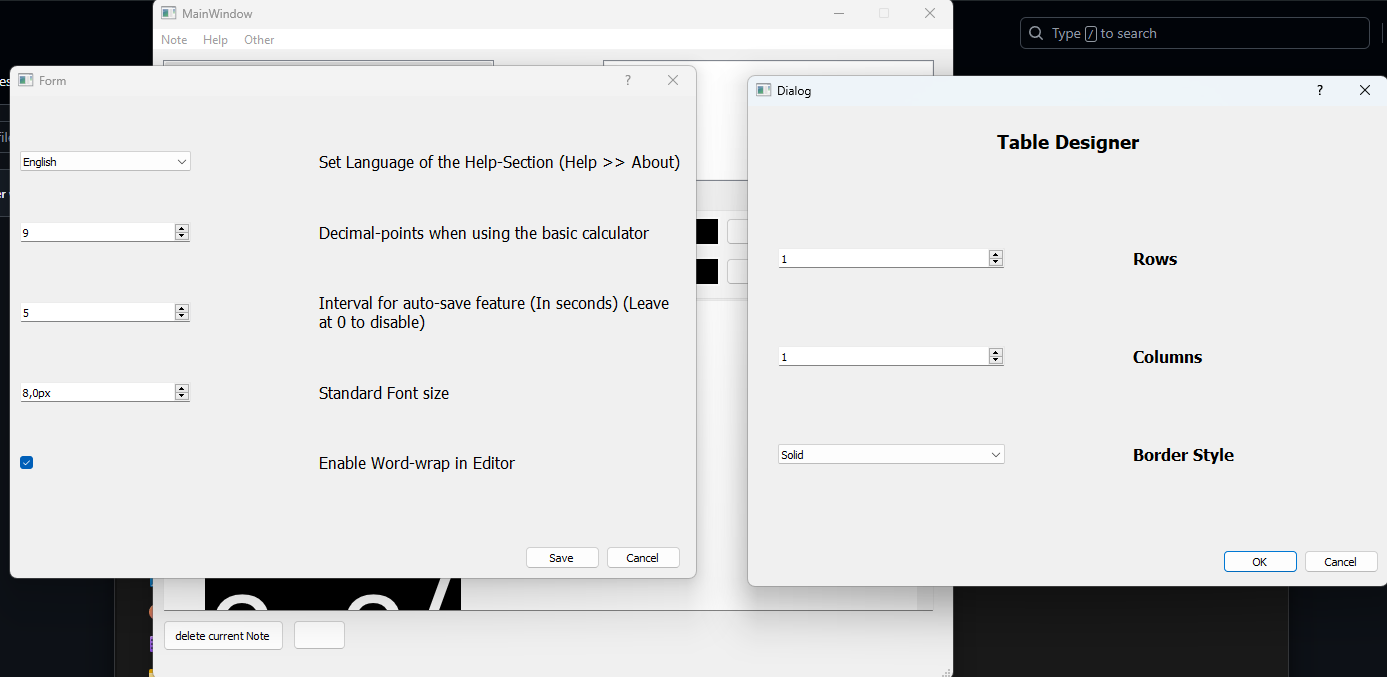 MainWindow
Note Help Other
Type / to search
Form
?
English
Set Language of the Help-Section (Help >> About)
9
Decimal-points when using the basic calculator
5
Interval for auto-save feature (In seconds) (Leave
at 0 to disable)
8,0px
Standard Font size
Enable Word-wrap in Editor
Save
Cancel
Dialog
?
Table Designer
1
Rows
1
Columns
Solid
Border Style
OK
Cancel
delete current Note